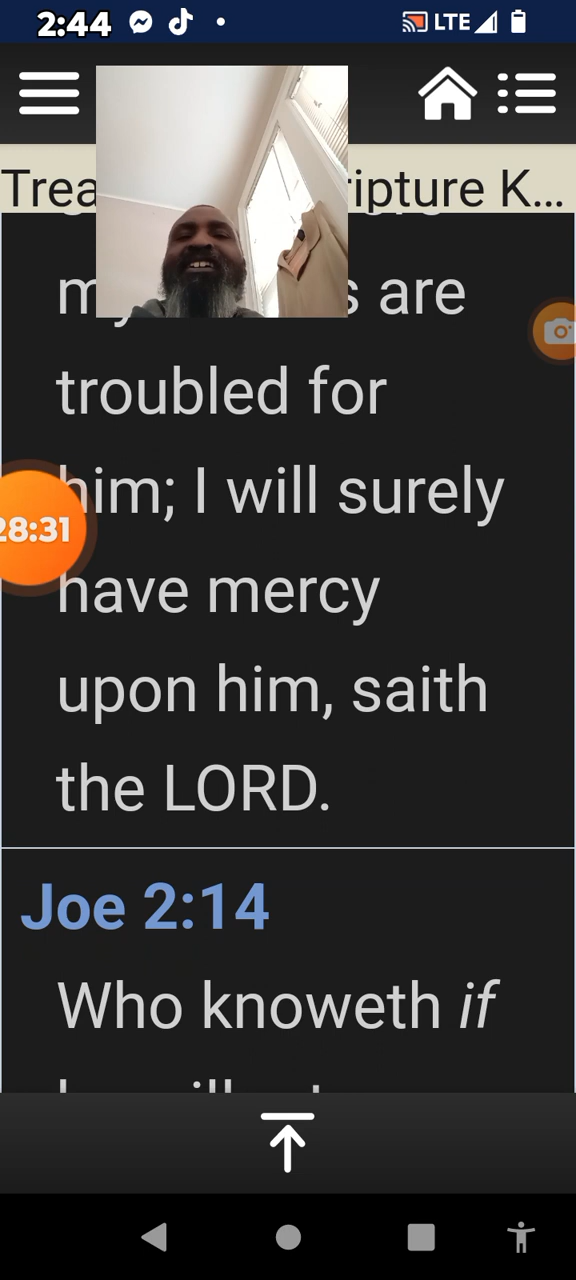 2:44
LTE
Trea ipture K...
s are
troubled for
him; I will surely
28:31
have mercy
upon him, saith
the LORD.
Joe 2:14
Who knoweth if